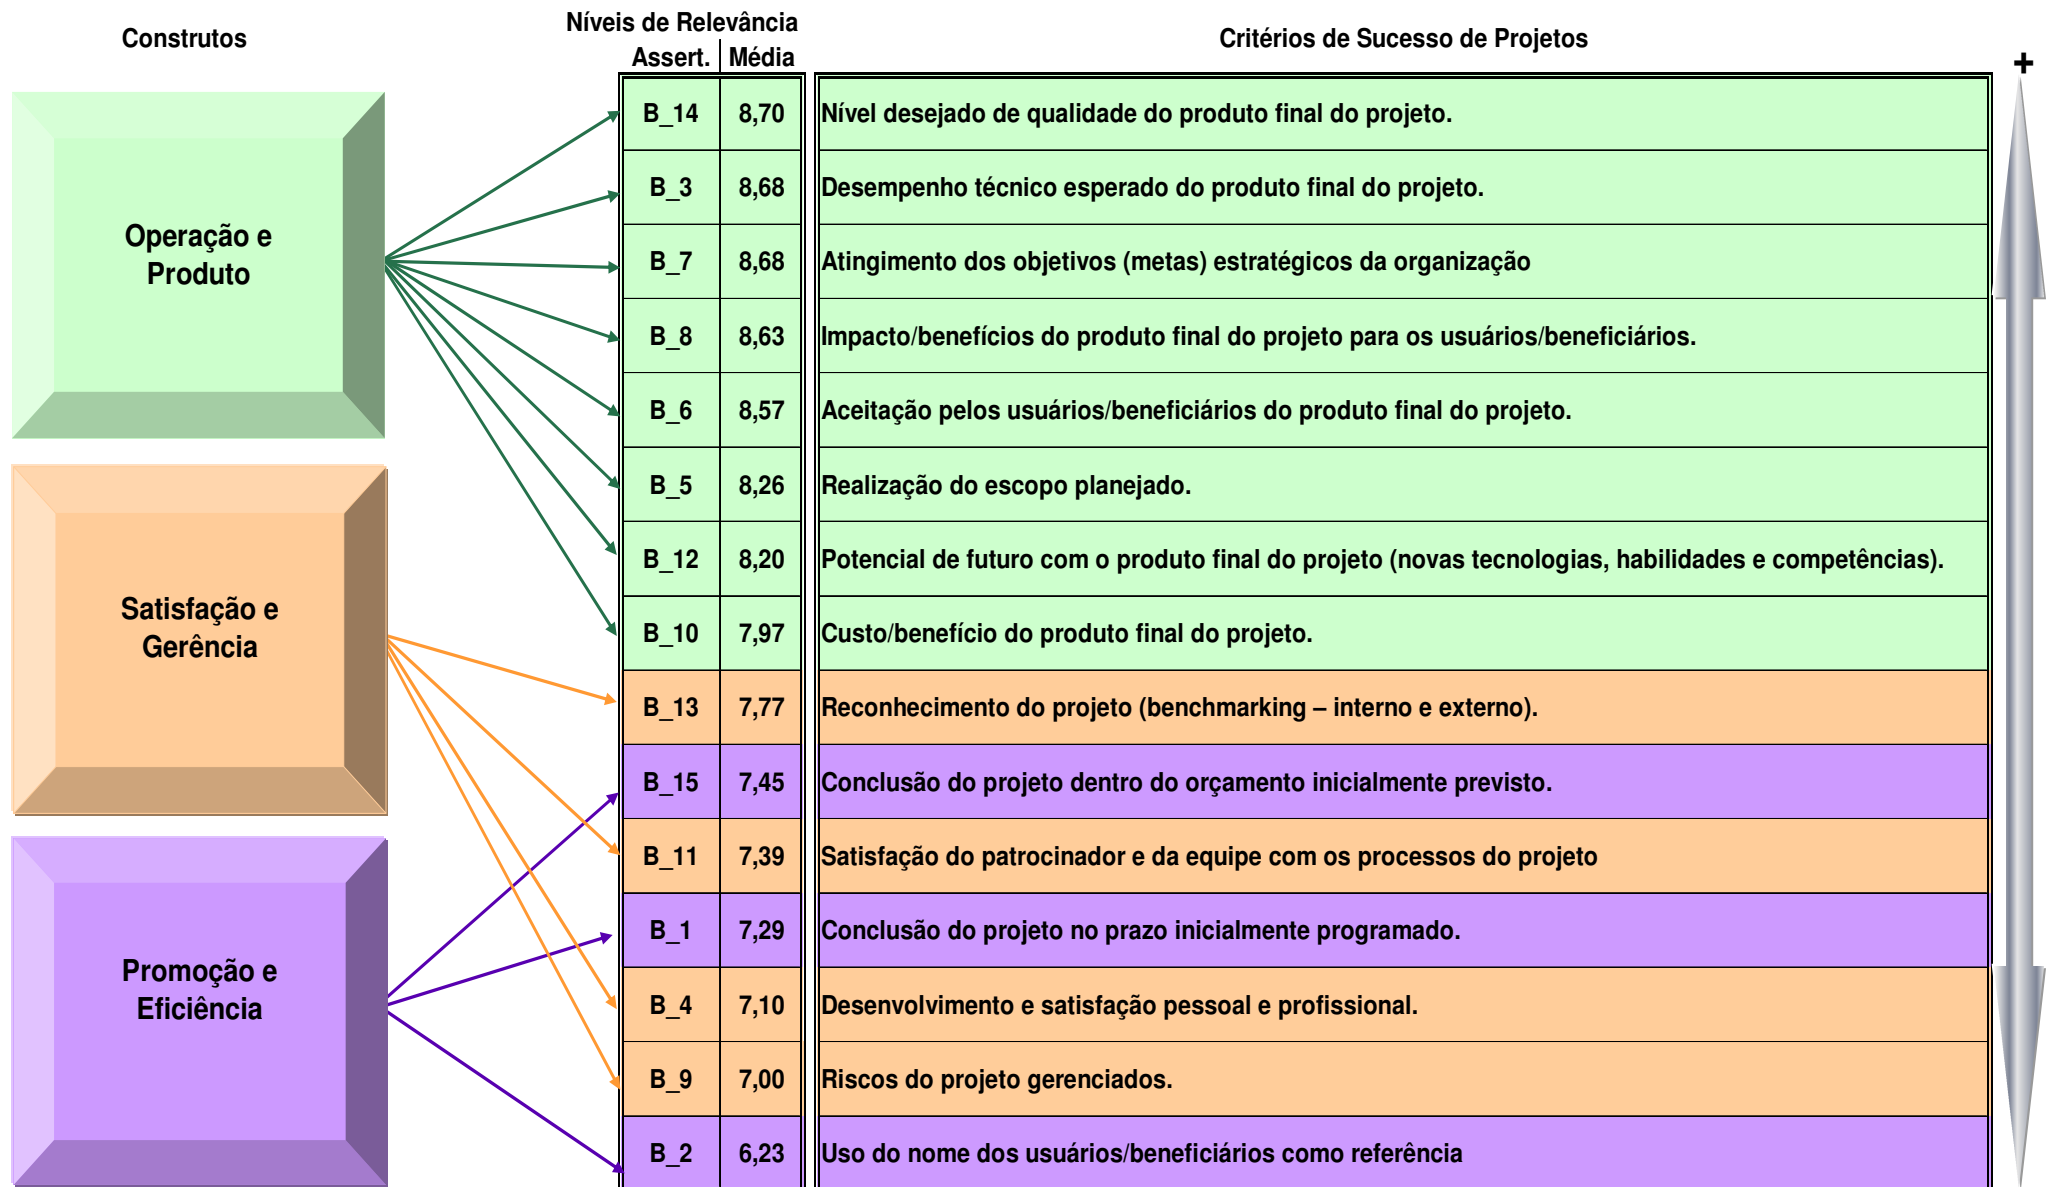 Construtos
Níveis de Relevância
Assert. Média
Critérios de Sucesso de Projetos
+
Operação e
Produto
Satisfação e
Gerência
Promoção e
Eficiência
B_14 8,70 Nível desejado de qualidade do produto final do projeto.
B_3 8,68 Desempenho técnico esperado do produto final do projeto.
B_7 8,68 Atingimento dos objetivos (metas) estratégicos da organização
B_8 8,63 Impacto/benefícios do produto final do projeto para os usuários/beneficiários.
B_6 8,57 Aceitação pelos usuários/beneficiários do produto final do projeto.
B_5 8,26 Realização do escopo planejado.
B_12 8,20 Potencial de futuro com o produto final do projeto (novas tecnologias, habilidades e competências).
B_10 7,97 Custo/benefício do produto final do projeto.
B_13 7,77 Reconhecimento do projeto (benchmarking – interno e externo).
B_15 7,45 Conclusão do projeto dentro do orçamento inicialmente previsto.
B_11 7,39 Satisfação do patrocinador e da equipe com os processos do projeto
B_1 7,29 Conclusão do projeto no prazo inicialmente programado.
B_4 7,10 Desenvolvimento e satisfação pessoal e profissional.
B_9 7,00 Riscos do projeto gerenciados.
B_2 6,23 Uso do nome dos usuários/beneficiários como referência